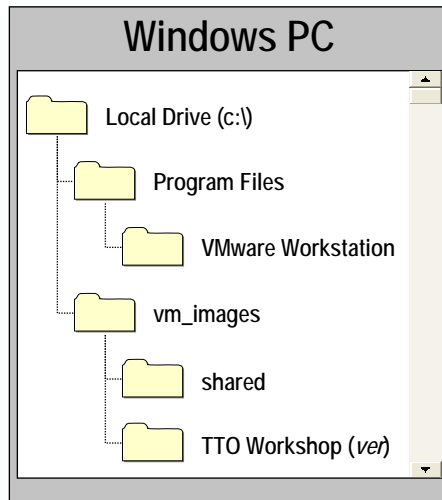 Windows PC
Local Drive (c:\)
Program Files
VMware Workstation
vm_images
shared
TTO Workshop (ver)